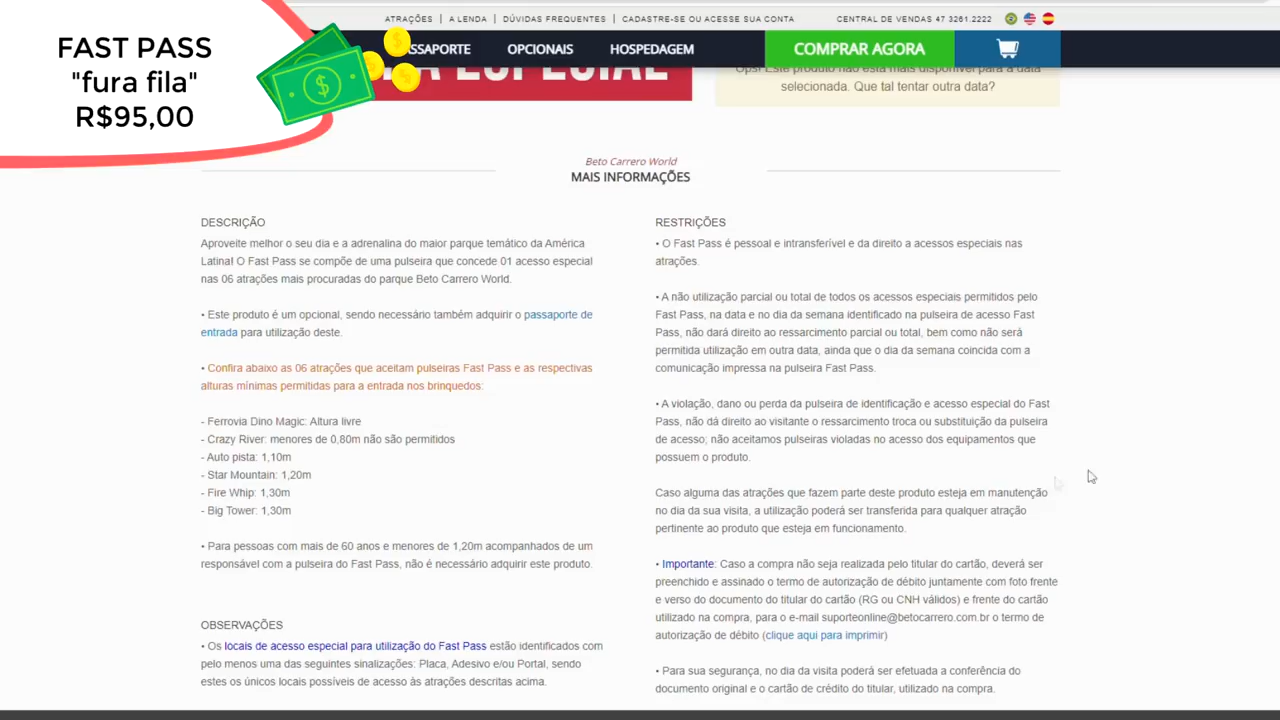 FAST PASS
"fura fila"
R$95,00
ATRAÇÕES | A LENDA | DÚVIDAS FREQUENTES | CADASTRE-SE OU ACESSE SUA CONTA
CENTRAL DE VENDAS 47 3261.2222
OPCIONAIS HOSPEDAGEM
COMPRAR AGORA
ESPECIAL
Ops! Este produto não está mais disponível para a data
selecionada. Que tal tentar outra data?
Beto Carrero World
MAIS INFORMAÇÕES
DESCRIÇÃO
Aproveite melhor o seu dia e a adrenalina do maior parque temático da América
Latina! O Fast Pass se compõe de uma pulseira que concede 01 acesso especial
nas 06 atrações mais procuradas do parque Beto Carrero World.
• Este produto é um opcional, sendo necessário também adquirir o passaporte de
entrada para utilização deste.
• Confira abaixo as 06 atrações que aceitam pulseiras Fast Pass e as respectivas
alturas mínimas permitidas para a entrada nos brinquedos:
- Ferrovia Dino Magic: Altura livre
- Crazy River: menores de 0,80m não são permitidos
- Auto pista: 1,10m
- Star Mountain: 1,20m
- Fire Whip: 1,30m
- Big Tower: 1,30m
• Para pessoas com mais de 60 anos e menores de 1,20m acompanhados de um
responsável com a pulseira do Fast Pass, não é necessário adquirir este produto.
OBSERVAÇÕES
• Os locais de acesso especial para utilização do Fast Pass estão identificados com
pelo menos uma das seguintes sinalizações: Placa, Adesivo e/ou Portal, sendo
estes os únicos locais possíveis de acesso às atrações descritas acima.
RESTRIÇÕES
• O Fast Pass é pessoal e intransferível e da direito a acessos especiais nas
atrações.
• A não utilização parcial ou total de todos os acessos especiais permitidos pelo
Fast Pass, na data e no dia da semana identificado na pulseira de acesso Fast
Pass, não dará direito ao ressarcimento parcial ou total, bem como não será
permitida utilização em outra data, ainda que o dia da semana coincida com a
comunicação impressa na pulseira Fast Pass.
• A violação, dano ou perda da pulseira de identificação e acesso especial do Fast
Pass, não dá direito ao visitante o ressarcimento troca ou substituição da pulseira
de acesso; não aceitamos pulseiras violadas no acesso dos equipamentos que
possuem o produto.
Caso alguma das atrações que fazem parte deste produto esteja em manutenção
no dia da sua visita, a utilização poderá ser transferida para qualquer atração
pertinente ao produto que esteja em funcionamento.
• Importante: Caso a compra não seja realizada pelo titular do cartão, deverá ser
preenchido e assinado o termo de autorização de débito juntamente com foto frente
e verso do documento do titular do cartão (RG ou CNH válidos) e frente do cartão
utilizado na compra, para o e-mail suporteonline@betocarrero.com.br o termo de
autorização de débito (clique aqui para imprimir)
• Para sua segurança, no dia da visita poderá ser efetuada a conferência do
documento original e o cartão de crédito do titular, utilizado na compra.